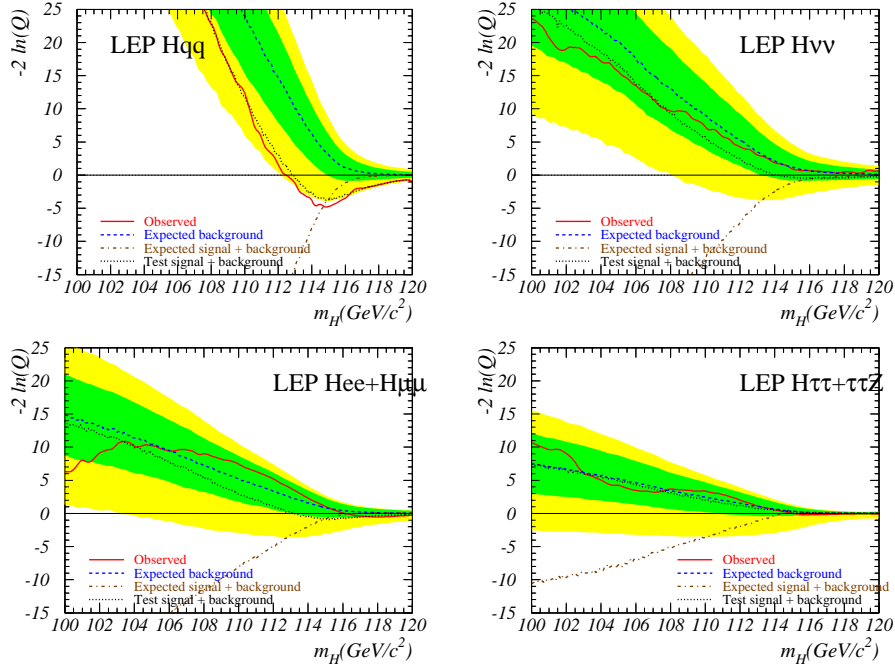 LEP Hqq
-2 ln(Q)
25
20
15
10
5
0
-5
-10
-15
Observed
Expected background
Expected signal + background
Test signal + background
100 102 104 106 108 110 112 114 116 118 120
m_H(GeV/c²)
LEP Hνν
-2 ln(Q)
25
20
15
10
5
0
-5
-10
-15
Observed
Expected background
Expected signal + background
Test signal + background
100 102 104 106 108 110 112 114 116 118 120
m_H(GeV/c²)
LEP Hee+Hμμ
-2 ln(Q)
25
20
15
10
5
0
-5
-10
-15
Observed
Expected background
Expected signal + background
Test signal + background
100 102 104 106 108 110 112 114 116 118 120
m_H(GeV/c²)
LEP Hττ+ττZ
-2 ln(Q)
25
20
15
10
5
0
-5
-10
-15
Observed
Expected background
Expected signal + background
Test signal + background
100 102 104 106 108 110 112 114 116 118 120
m_H(GeV/c²)